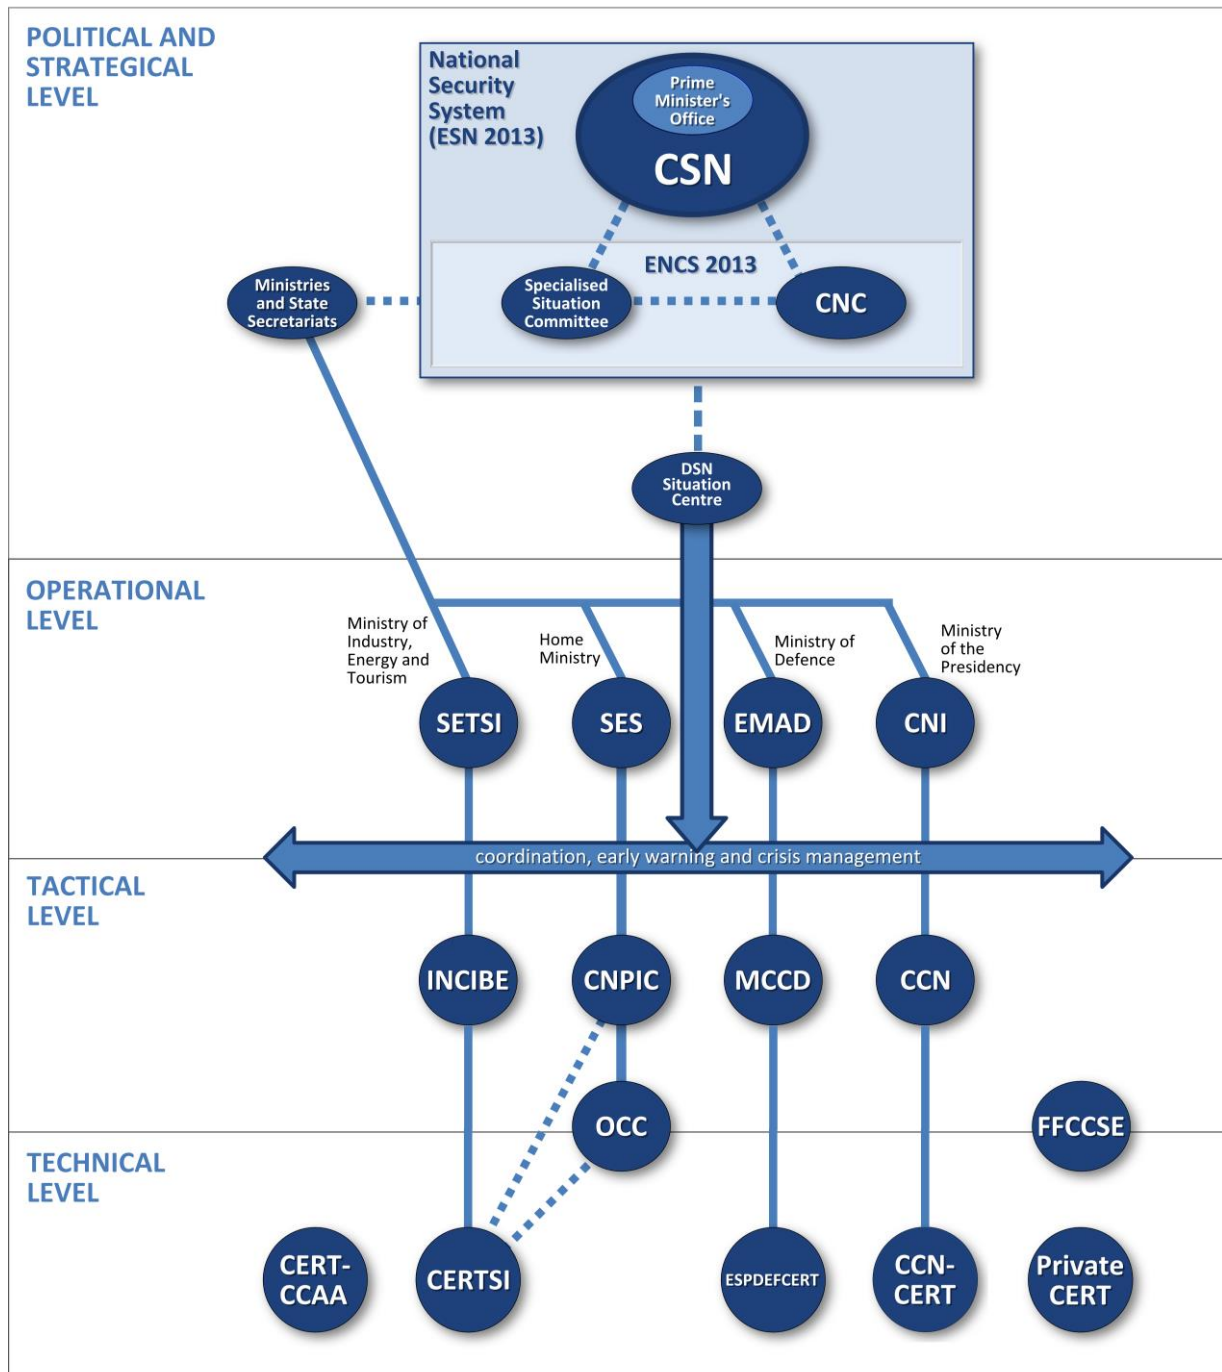 POLITICAL AND
STRATEGICAL
LEVEL
National
Security
System
(ESN 2013)
Prime
Minister's
Office
CSN
ENCS 2013
Ministries
and State
Secretariats
Specialised
Situation
Committee
CNC
DSN
Situation
Centre
OPERATIONAL
LEVEL
Ministry of
Industry,
Energy and
Tourism
Home
Ministry
Ministry of
Defence
Ministry
of the
Presidency
SETSI
SES
EMAD
CNI
coordination, early warning and crisis management
TACTICAL
LEVEL
INCIBE
CNPIC
MCCD
CCN
OCC
FFCCSE
TECHNICAL
LEVEL
CERT-
CCAA
CERTSI
ESPDEFCERT
CCN-
CERT
Private
CERT